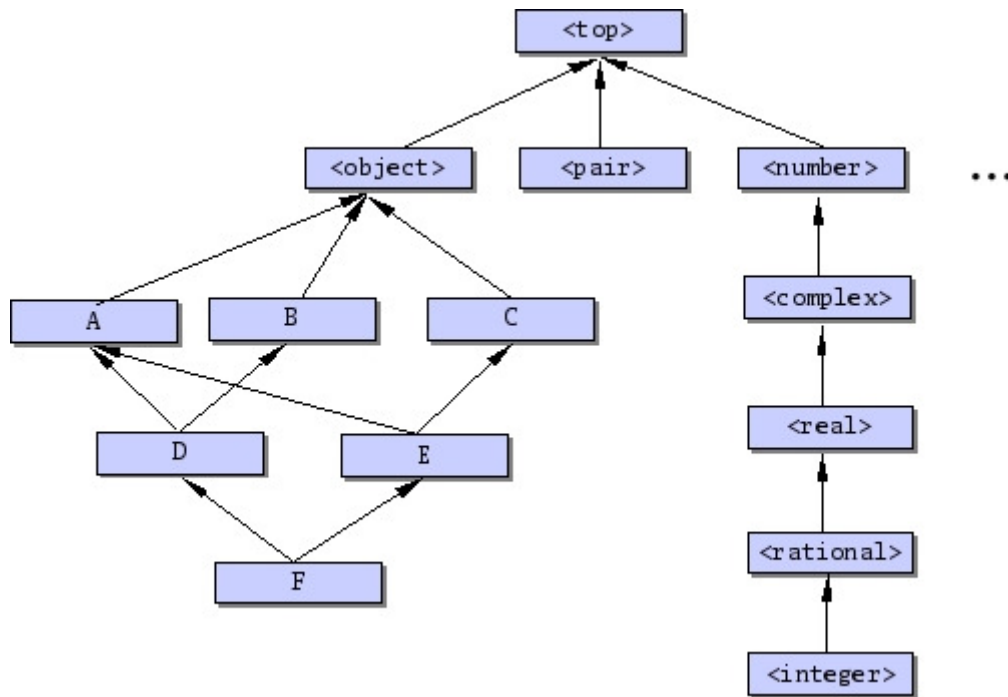 <top>
<object>
<pair>
<number>
...
<complex>
A
B
C
<real>
D
E
<rational>
F
<integer>